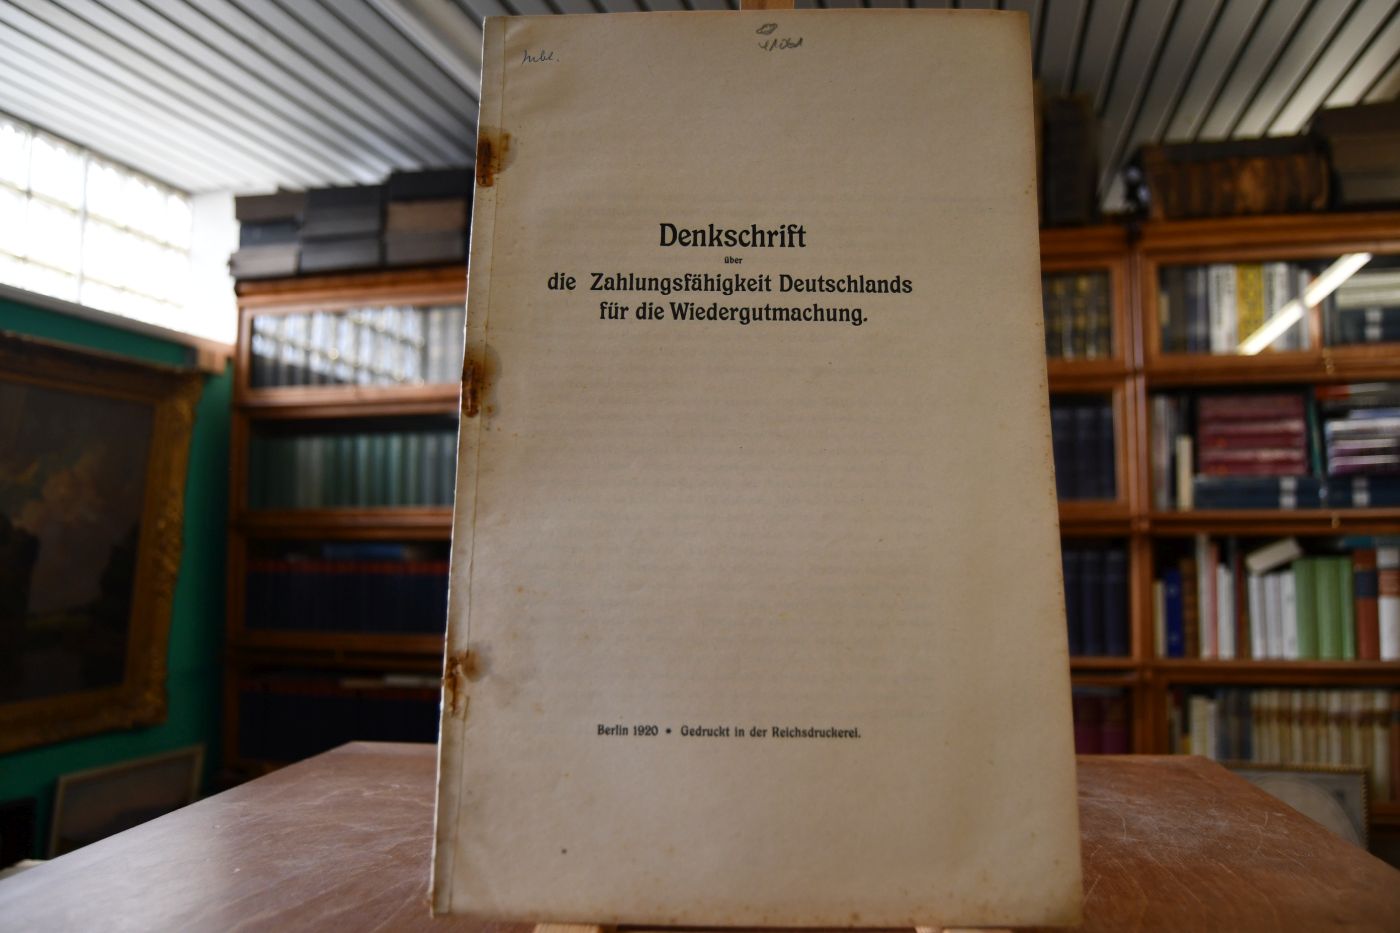 Denkschrift
über
die Zahlungsfähigkeit Deutschlands
für die Wiedergutmachung.
Berlin 1920 • Gedruckt in der Reichsdruckerei.